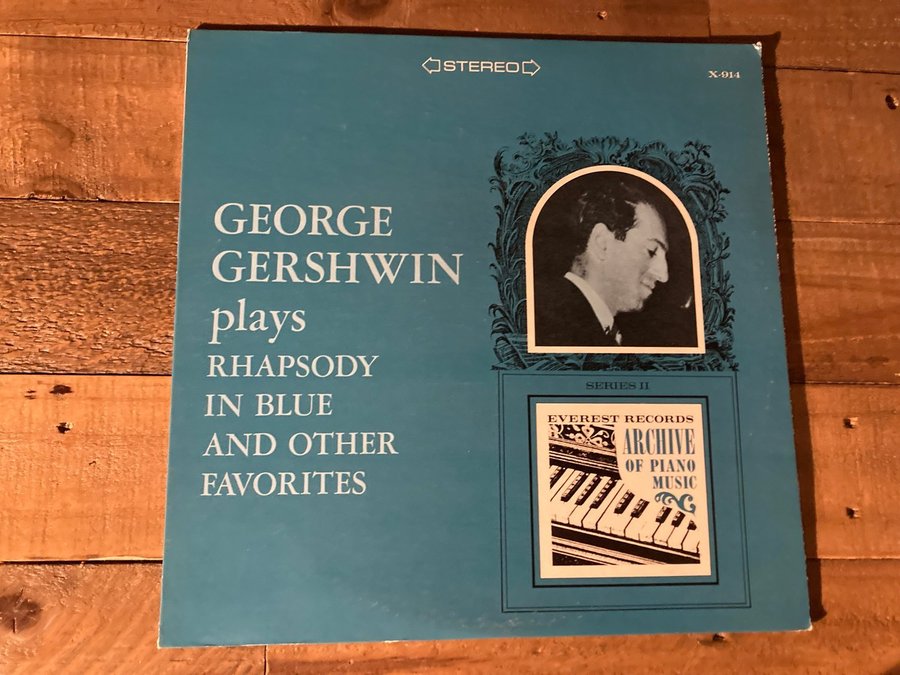 STEREO
X-914
GEORGE
GERSHWIN
plays
RHAPSODY
IN BLUE
AND OTHER
FAVORITES
SERIES II
EVEREST RECORDS
ARCHIVE
OF PIANO
MUSIC